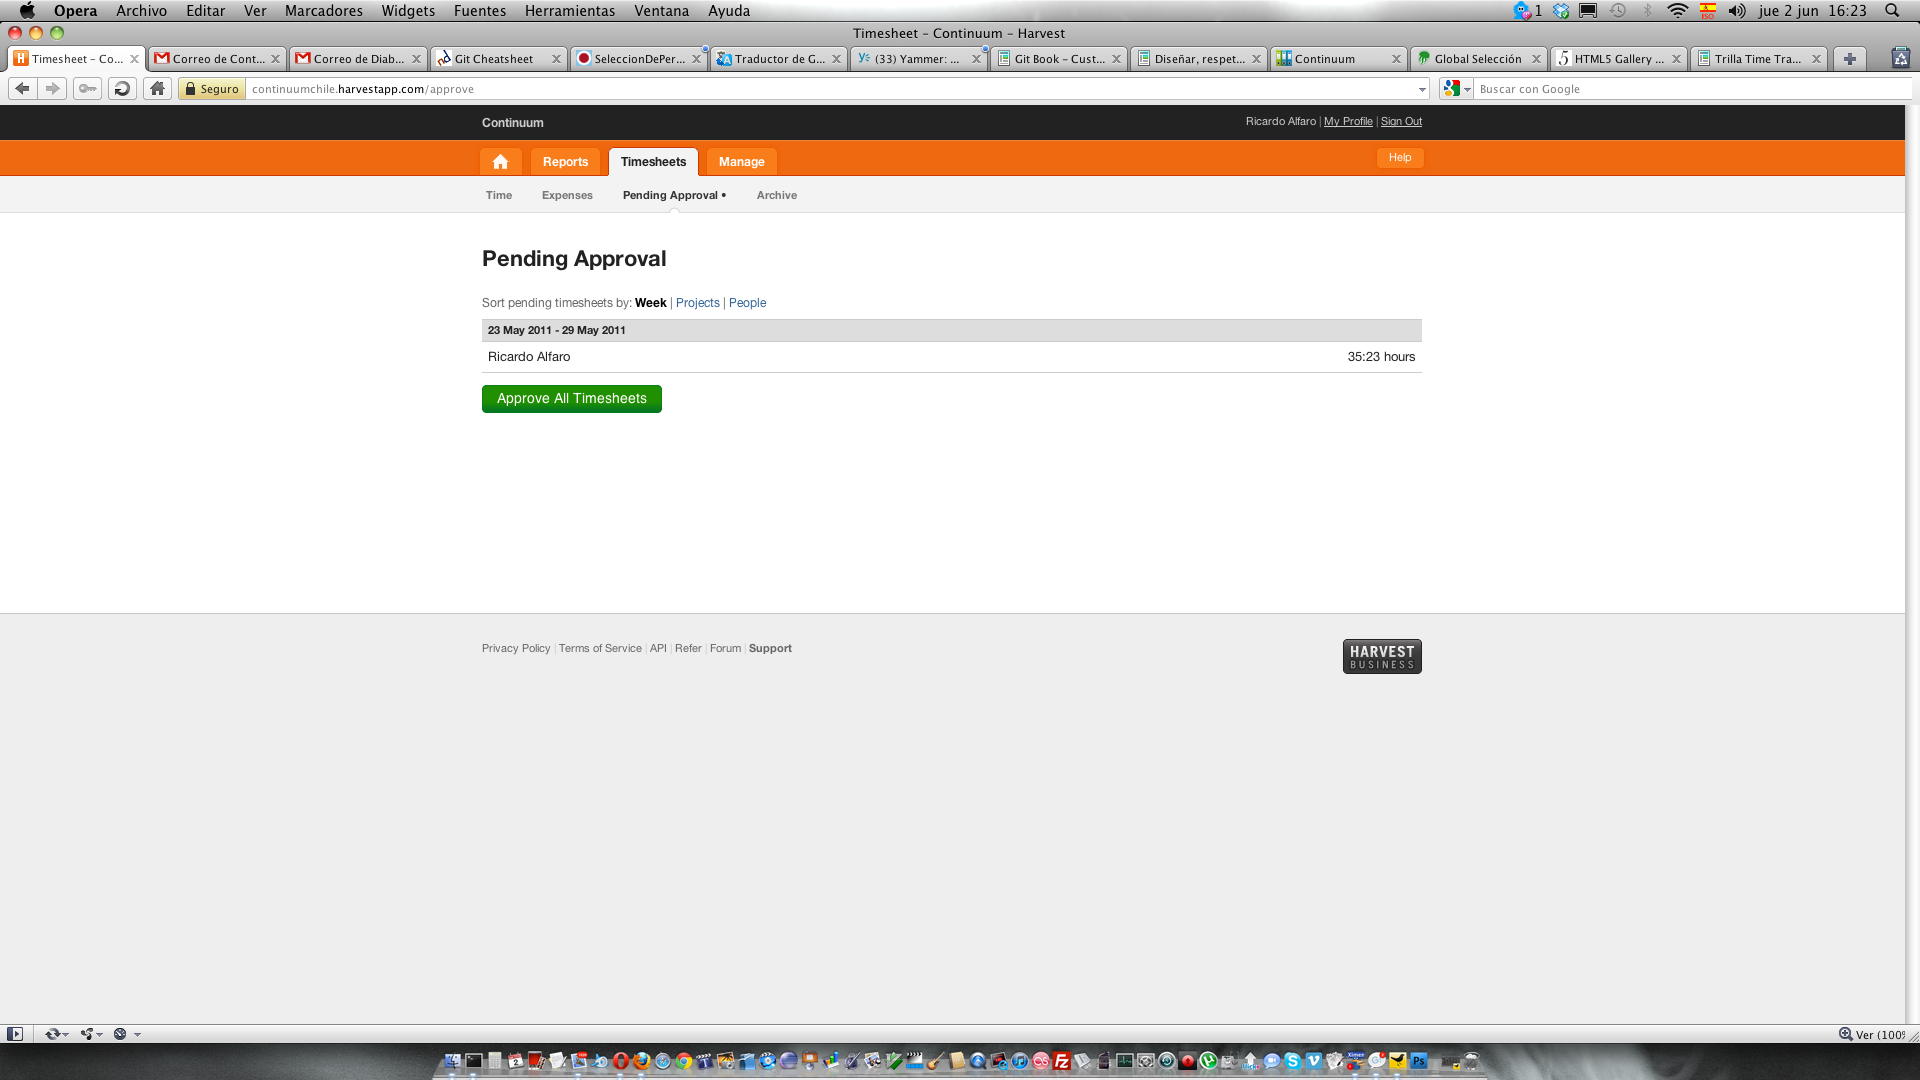 Opera Archivo Editar Ver Marcadores Widgets Fuentes Herramientas Ventana Ayuda 1 ISO jue 2 jun 16:23
Timesheet – Continuum – Harvest
Timesheet – Co... Correo de Cont... Correo de Diab... Git Cheatsheet SeleccionDePer... Traductor de G... (33) Yammer: ... Git Book – Cust... Diseñar, respet... Continuum Global Selección HTML5 Gallery ... Trilla Time Tra...
Seguro continuumchile.harvestapp.com/approve Buscar con Google
Continuum Ricardo Alfaro | My Profile | Sign Out
Reports Timesheets Manage Help
Time Expenses Pending Approval • Archive
Pending Approval
Sort pending timesheets by: Week | Projects | People
23 May 2011 - 29 May 2011
Ricardo Alfaro 35:23 hours
Approve All Timesheets
Privacy Policy | Terms of Service | API | Refer | Forum | Support
HARVEST
BUSINESS
Ver (100%